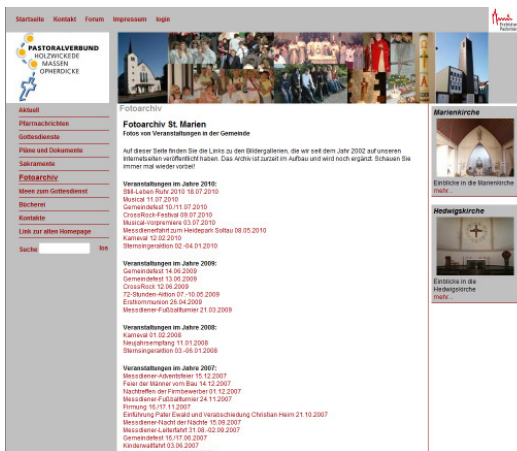 Startseite Kontakt Forum Impressum login
PASTORALVERBUND
HOLZWICKEDE
MASSEN
OPHERDICKE
Aktuell
Pfarrnachrichten
Gottesdienste
Pläne und Dokumente
Sakramente
Fotoarchiv
Ideen zum Gottesdienst
Bücherei
Kontakte
Link zur alten Homepage
Suche los
Fotoarchiv
Fotoarchiv St. Marien
Fotos von Veranstaltungen in der Gemeinde
Auf dieser Seite finden Sie die Links zu den Bildergallerien, die wir seit dem Jahr 2002 auf unseren
Internetseiten veröffentlicht haben. Das Archiv ist zurzeit im Aufbau und wird noch ergänzt. Schauen Sie
immer mal wieder vorbei!
Veranstaltungen im Jahre 2010:
Still-Leben Ruhr 2010 18.07.2010
Musical 11.07.2010
Gemeindefest 10./11.07.2010
CrossRock-Festival 09.07.2010
Musical-Vorpremiere 03.07.2010
Messdienerfahrt zum Heidepark Soltau 08.05.2010
Karneval 12.02.2010
Sternsingeraktion 02.-04.01.2010
Veranstaltungen im Jahre 2009:
Gemeindefest 14.06.2009
Gemeindefest 13.06.2009
CrossRock 12.06.2009
72-Stunden-Aktion 07.-10.05.2009
Erstkommunion 26.04.2009
Messdiener-Fußballturnier 21.03.2009
Veranstaltungen im Jahre 2008:
Karneval 01.02.2008
Neujahrsempfang 11.01.2008
Sternsingeraktion 03.-06.01.2008
Veranstaltungen im Jahre 2007:
Messdiener-Adventsfeier 15.12.2007
Feier der Männer vom Bau 14.12.2007
Nachtreffen der Firmbewerber 01.12.2007
Messdiener-Fußballturnier 24.11.2007
Firmung 16./17.11.2007
Einführung Pater Ewald und Verabschiedung Christian Heim 21.10.2007
Messdiener-Nacht der Nächte 15.09.2007
Messdiener-Leiterfahrt 31.08.-02.09.2007
Gemeindefest 16./17.06.2007
Kinderwallfahrt 03.06.2007
Marienkirche
Einblicke in die Marienkirche
mehr...
Hedwigskirche
Einblicke in die
Hedwigskirche
mehr...